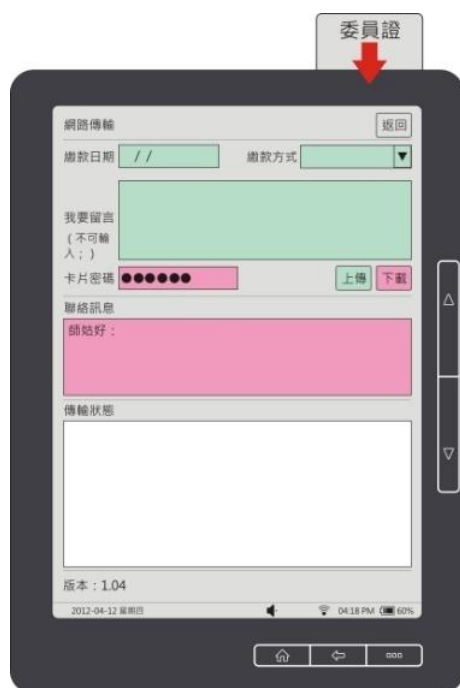 委員證
網路傳輸 返回
繳款日期 / / 繳款方式 ▼
我要留言
(不可輸
入;)
卡片密碼 ●●●●●● 上傳 下載
聯絡訊息
師姑好:
傳輸狀態
版本:1.04
2012-04-12 星期四 04:18 PM 60%